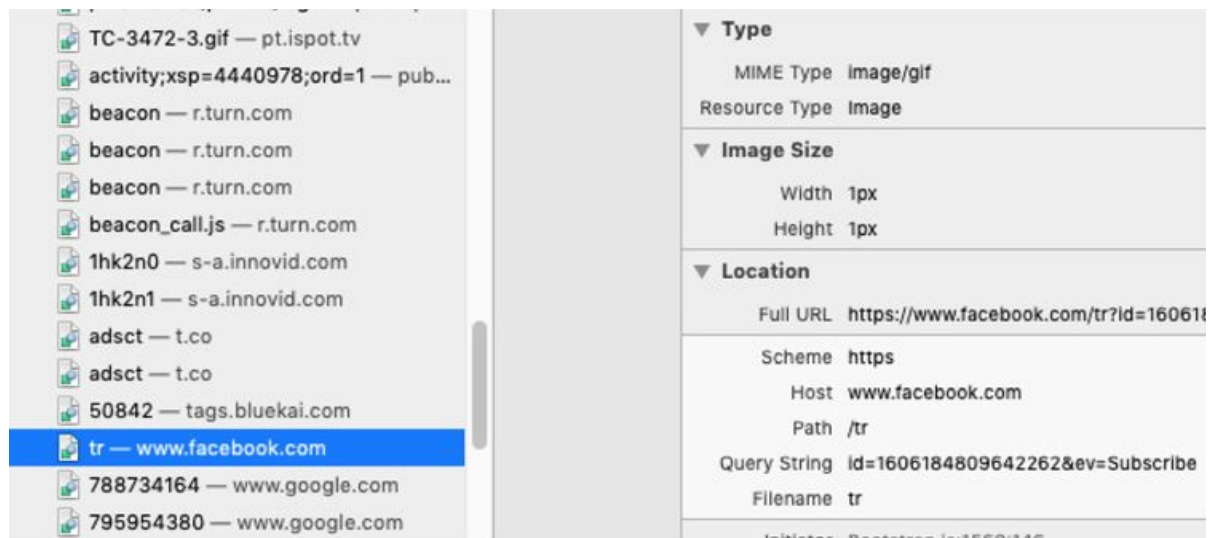 TC-3472-3.gif — pt.ispot.tv
activity;xsp=4440978;ord=1 — pub...
beacon — r.turn.com
beacon — r.turn.com
beacon — r.turn.com
beacon_call.js — r.turn.com
1hk2n0 — s-a.innovid.com
1hk2n1 — s-a.innovid.com
adsct — t.co
adsct — t.co
50842 — tags.bluekai.com
tr — www.facebook.com
788734164 — www.google.com
795954380 — www.google.com
Type
MIME Type image/gif
Resource Type Image
Image Size
Width 1px
Height 1px
Location
Full URL https://www.facebook.com/tr?id=160618
Scheme https
Host www.facebook.com
Path /tr
Query String id=1606184809642262&ev=Subscribe
Filename tr